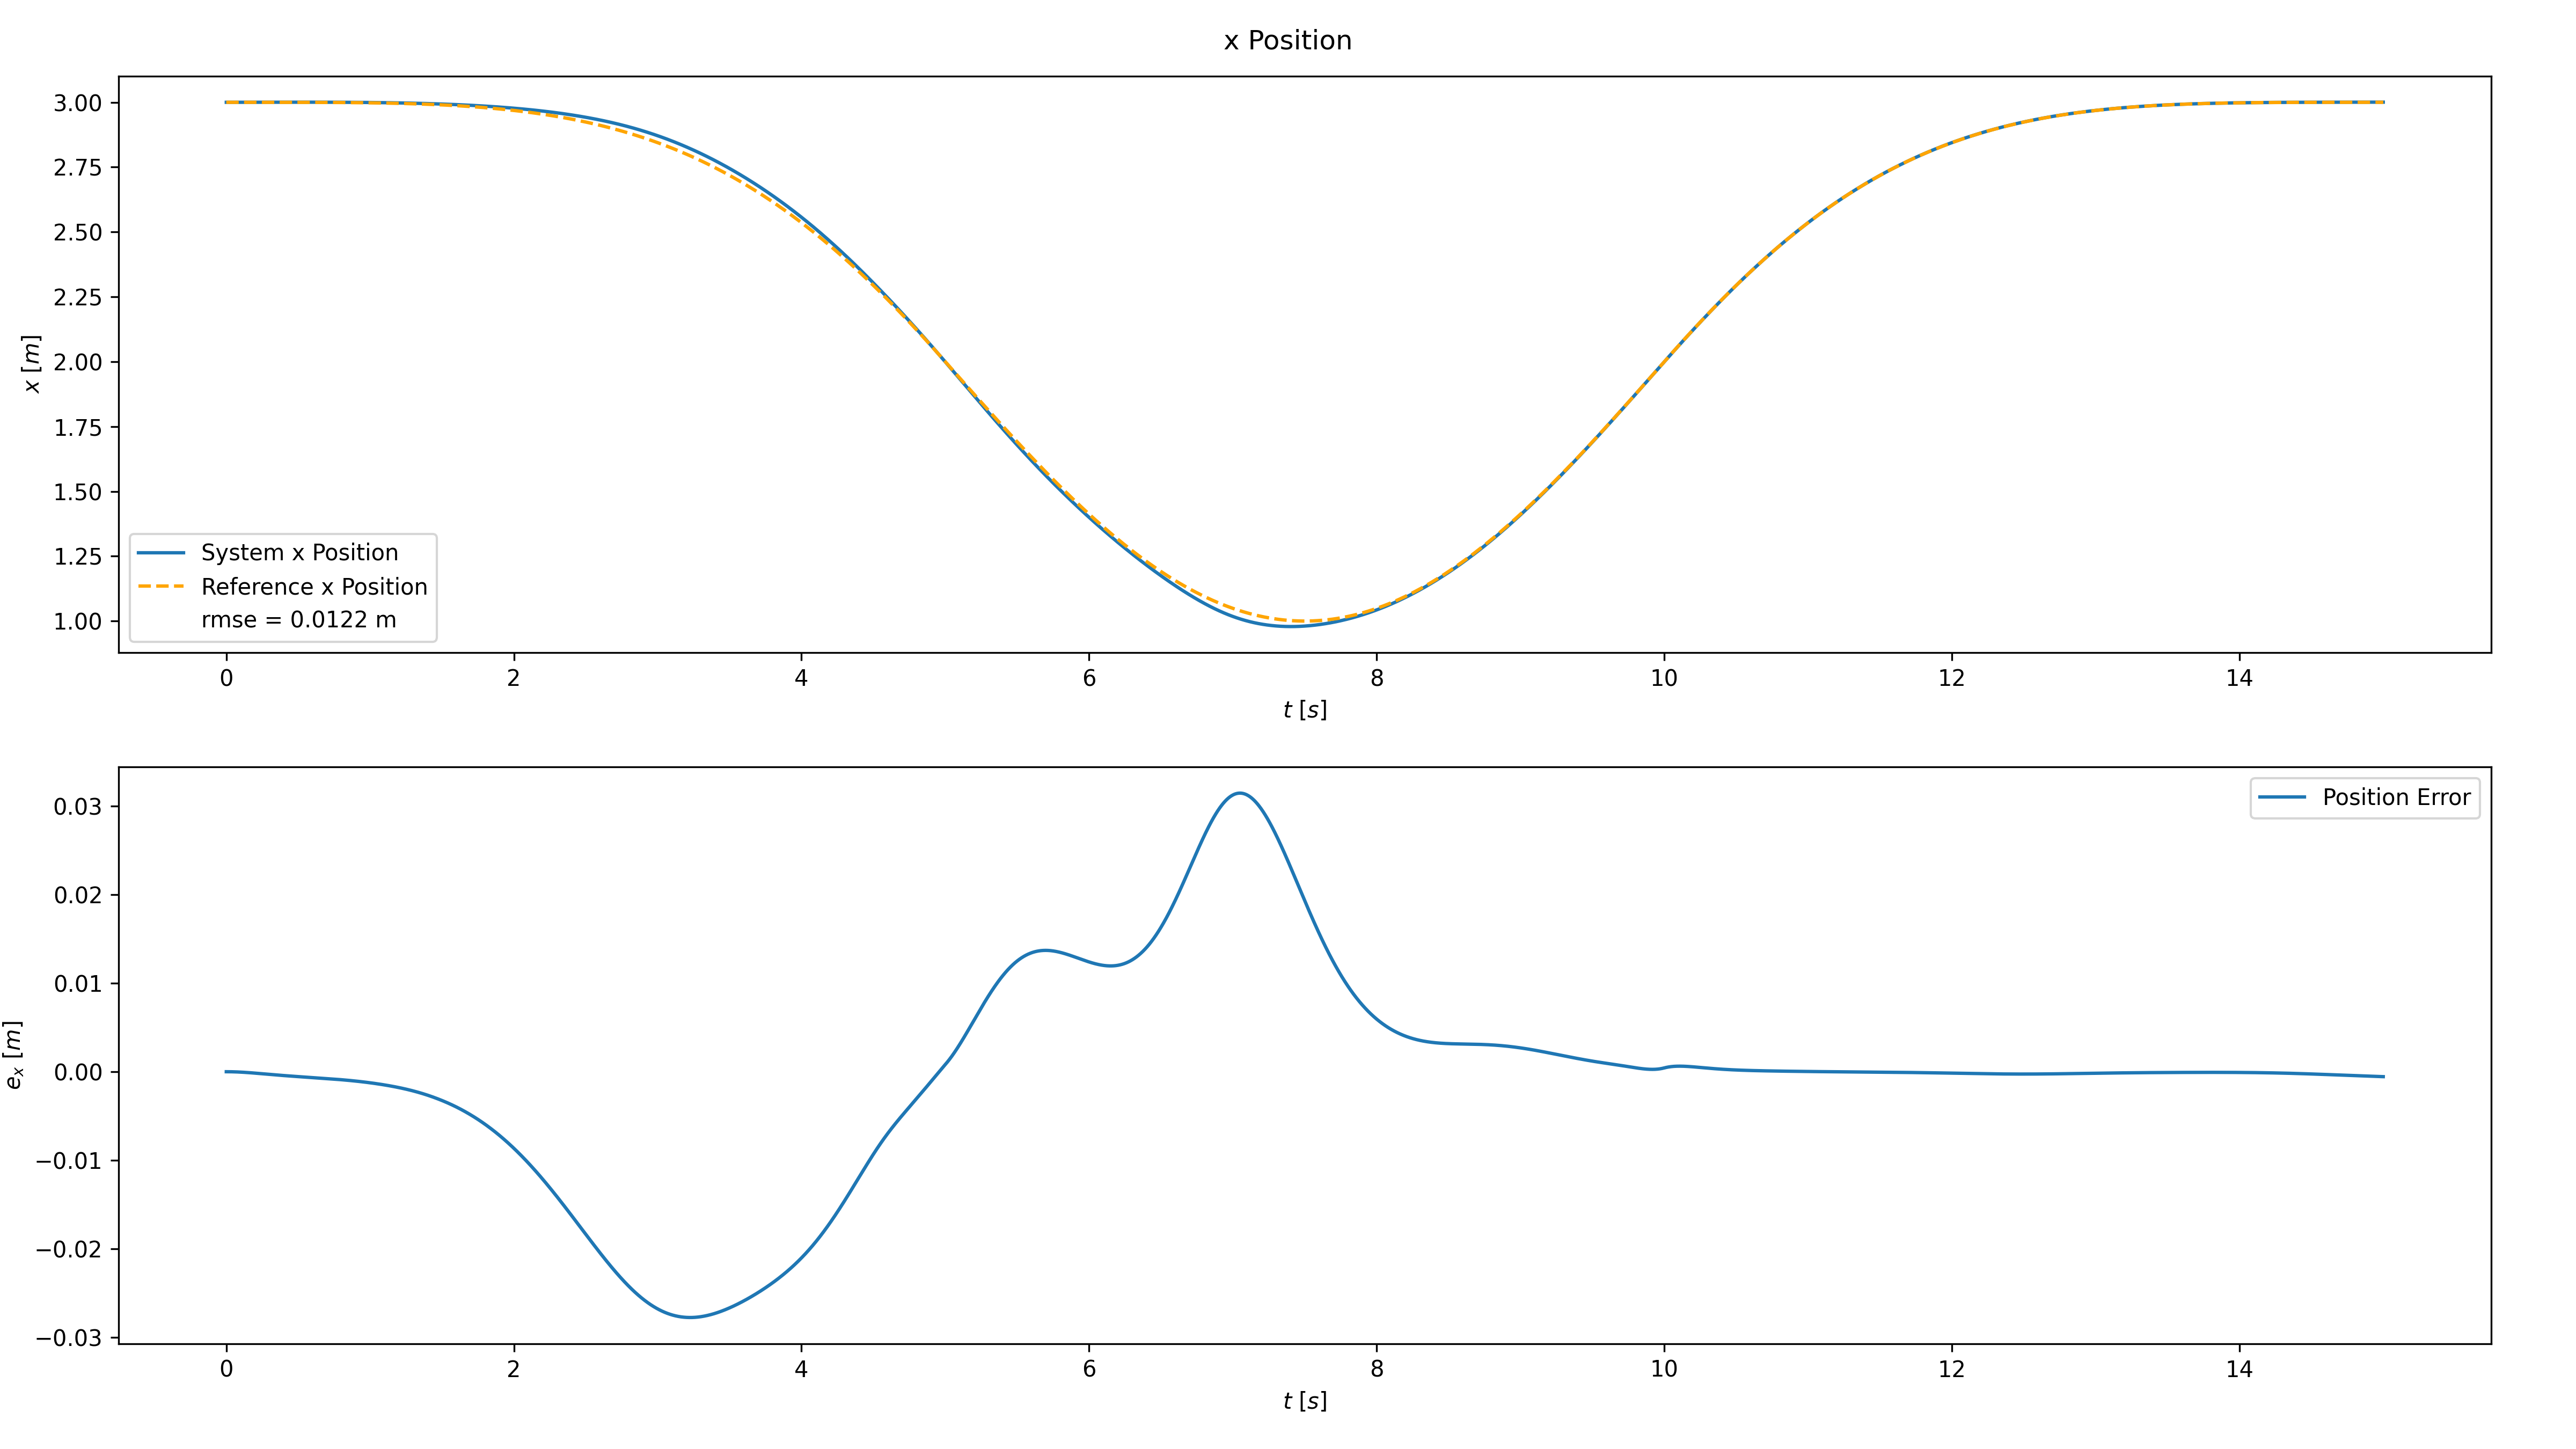 x Position
3.00
2.75
2.50
2.25
2.00
1.75
1.50
1.25
1.00
x [m]
System x Position
Reference x Position
rmse = 0.0122 m
0 2 4 6 8 10 12 14
t [s]
0.03
0.02
0.01
0.00
−0.01
−0.02
−0.03
eₓ [m]
Position Error
0 2 4 6 8 10 12 14
t [s]